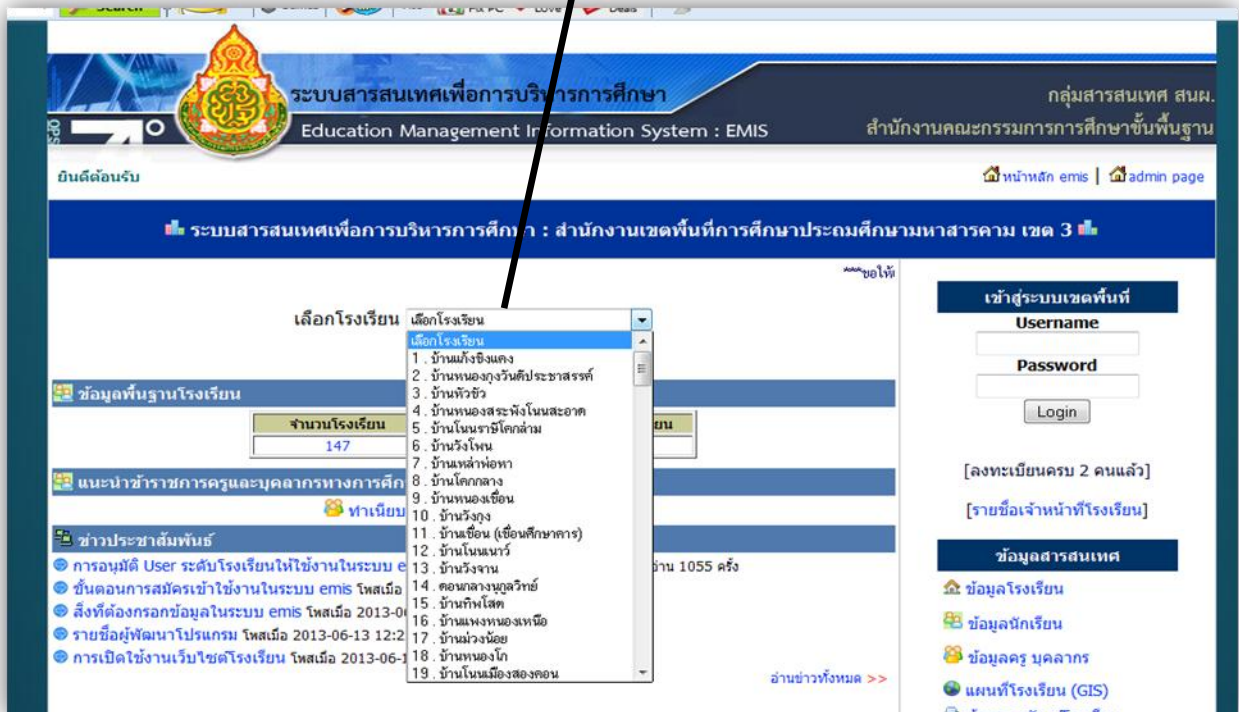 Search
Games
Fix PC
Love
Deals
ระบบสารสนเทศเพื่อการบริหารการศึกษา
Education Management Information System : EMIS
กลุ่มสารสนเทศ สนผ.
สำนักงานคณะกรรมการการศึกษาขั้นพื้นฐาน
ยินดีต้อนรับ
หน้าหลัก emis | admin page
ระบบสารสนเทศเพื่อการบริหารการศึกษา : สำนักงานเขตพื้นที่การศึกษาประถมศึกษามหาสารคาม เขต 3
***ขอให้
เลือกโรงเรียน เลือกโรงเรียน
เลือกโรงเรียน
1 . บ้านแก้งขิงแคง
2 . บ้านหนองกุงวันดีประชาสรรค์
3 . บ้านหัวขัว
4 . บ้านหนองสระพังโนนสะอาด
5 . บ้านโนนราษีโคกล่าม
6 . บ้านวังโพน
7 . บ้านเหล่าพ่อหา
8 . บ้านโคกกลาง
9 . บ้านหนองเขื่อน
10 . บ้านวังกุง
11 . บ้านเขื่อน (เขื่อนศึกษาคาร)
12 . บ้านโนนเนาว์
13 . บ้านวังจาน
14 . ดอนกลางนุกูลวิทย์
15 . บ้านทิพโสต
16 . บ้านแพงหนองเหนือ
17 . บ้านม่วงน้อย
18 . บ้านหนองโก
19 . บ้านโนนเมืองสองคอน
ข้อมูลพื้นฐานโรงเรียน
จำนวนโรงเรียน
147
แนะนำข้าราชการครูและบุคลากรทางการศึก
ทำเนียบ
ข่าวประชาสัมพันธ์
การอนุมัติ User ระดับโรงเรียนให้ใช้งานในระบบ e
อ่าน 1055 ครั้ง
ขั้นตอนการสมัครเข้าใช้งานในระบบ emis โพสเมื่อ
สิ่งที่ต้องกรอกข้อมูลในระบบ emis โพสเมื่อ 2013-0
รายชื่อผู้พัฒนาโปรแกรม โพสเมื่อ 2013-06-13 12:2
การเปิดใช้งานเว็บไซต์โรงเรียน โพสเมื่อ 2013-06-1
อ่านข่าวทั้งหมด >>
เข้าสู่ระบบเขตพื้นที่
Username
Password
Login
[ลงทะเบียนครบ 2 คนแล้ว]
[รายชื่อเจ้าหน้าที่โรงเรียน]
ข้อมูลสารสนเทศ
ข้อมูลโรงเรียน
ข้อมูลนักเรียน
ข้อมูลครู บุคลากร
แผนที่โรงเรียน (GIS)